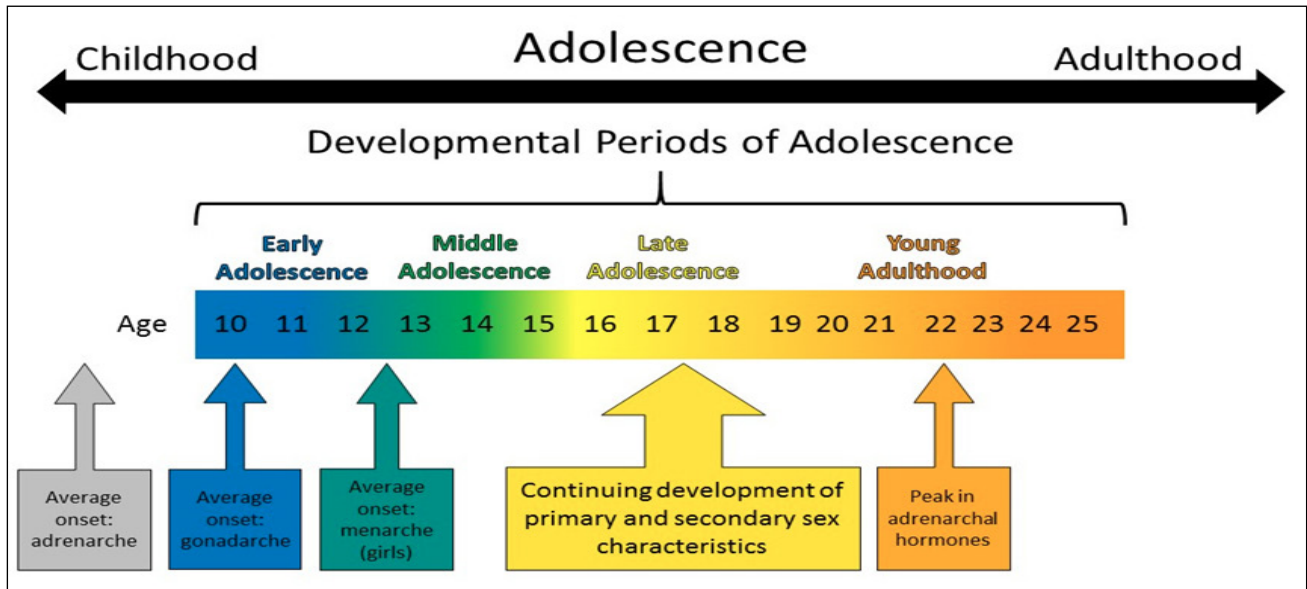 Adolescence
Childhood
Adulthood
Developmental Periods of Adolescence
Early
Adolescence
Middle
Adolescence
Late
Adolescence
Young
Adulthood
Age 10 11 12 13 14 15 16 17 18 19 20 21 22 23 24 25
Average
onset:
adrenarche
Average
onset:
gonadarche
Average
onset:
menarche
(girls)
Continuing development of
primary and secondary sex
characteristics
Peak in
adrenarchal
hormones